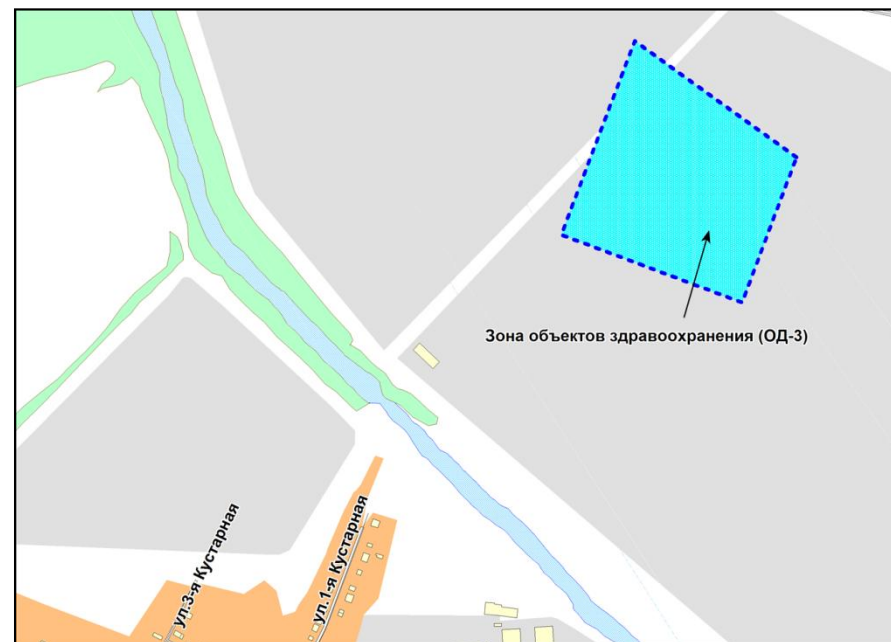 Зона объектов здравоохранения (ОД-3)
ул.3-я Кустарная
ул.1-я Кустарная